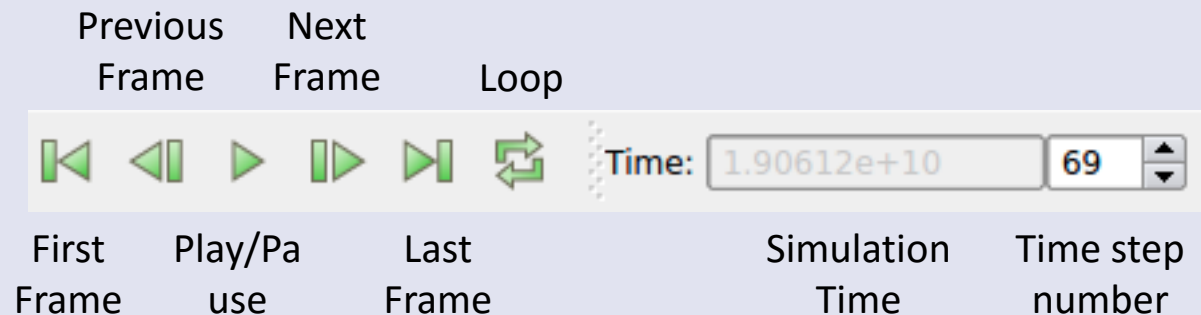 Previous Next
Frame Frame Loop
Time: 1.90612e+10 69
First Play/Pa Last Simulation Time step
Frame use Frame Time number